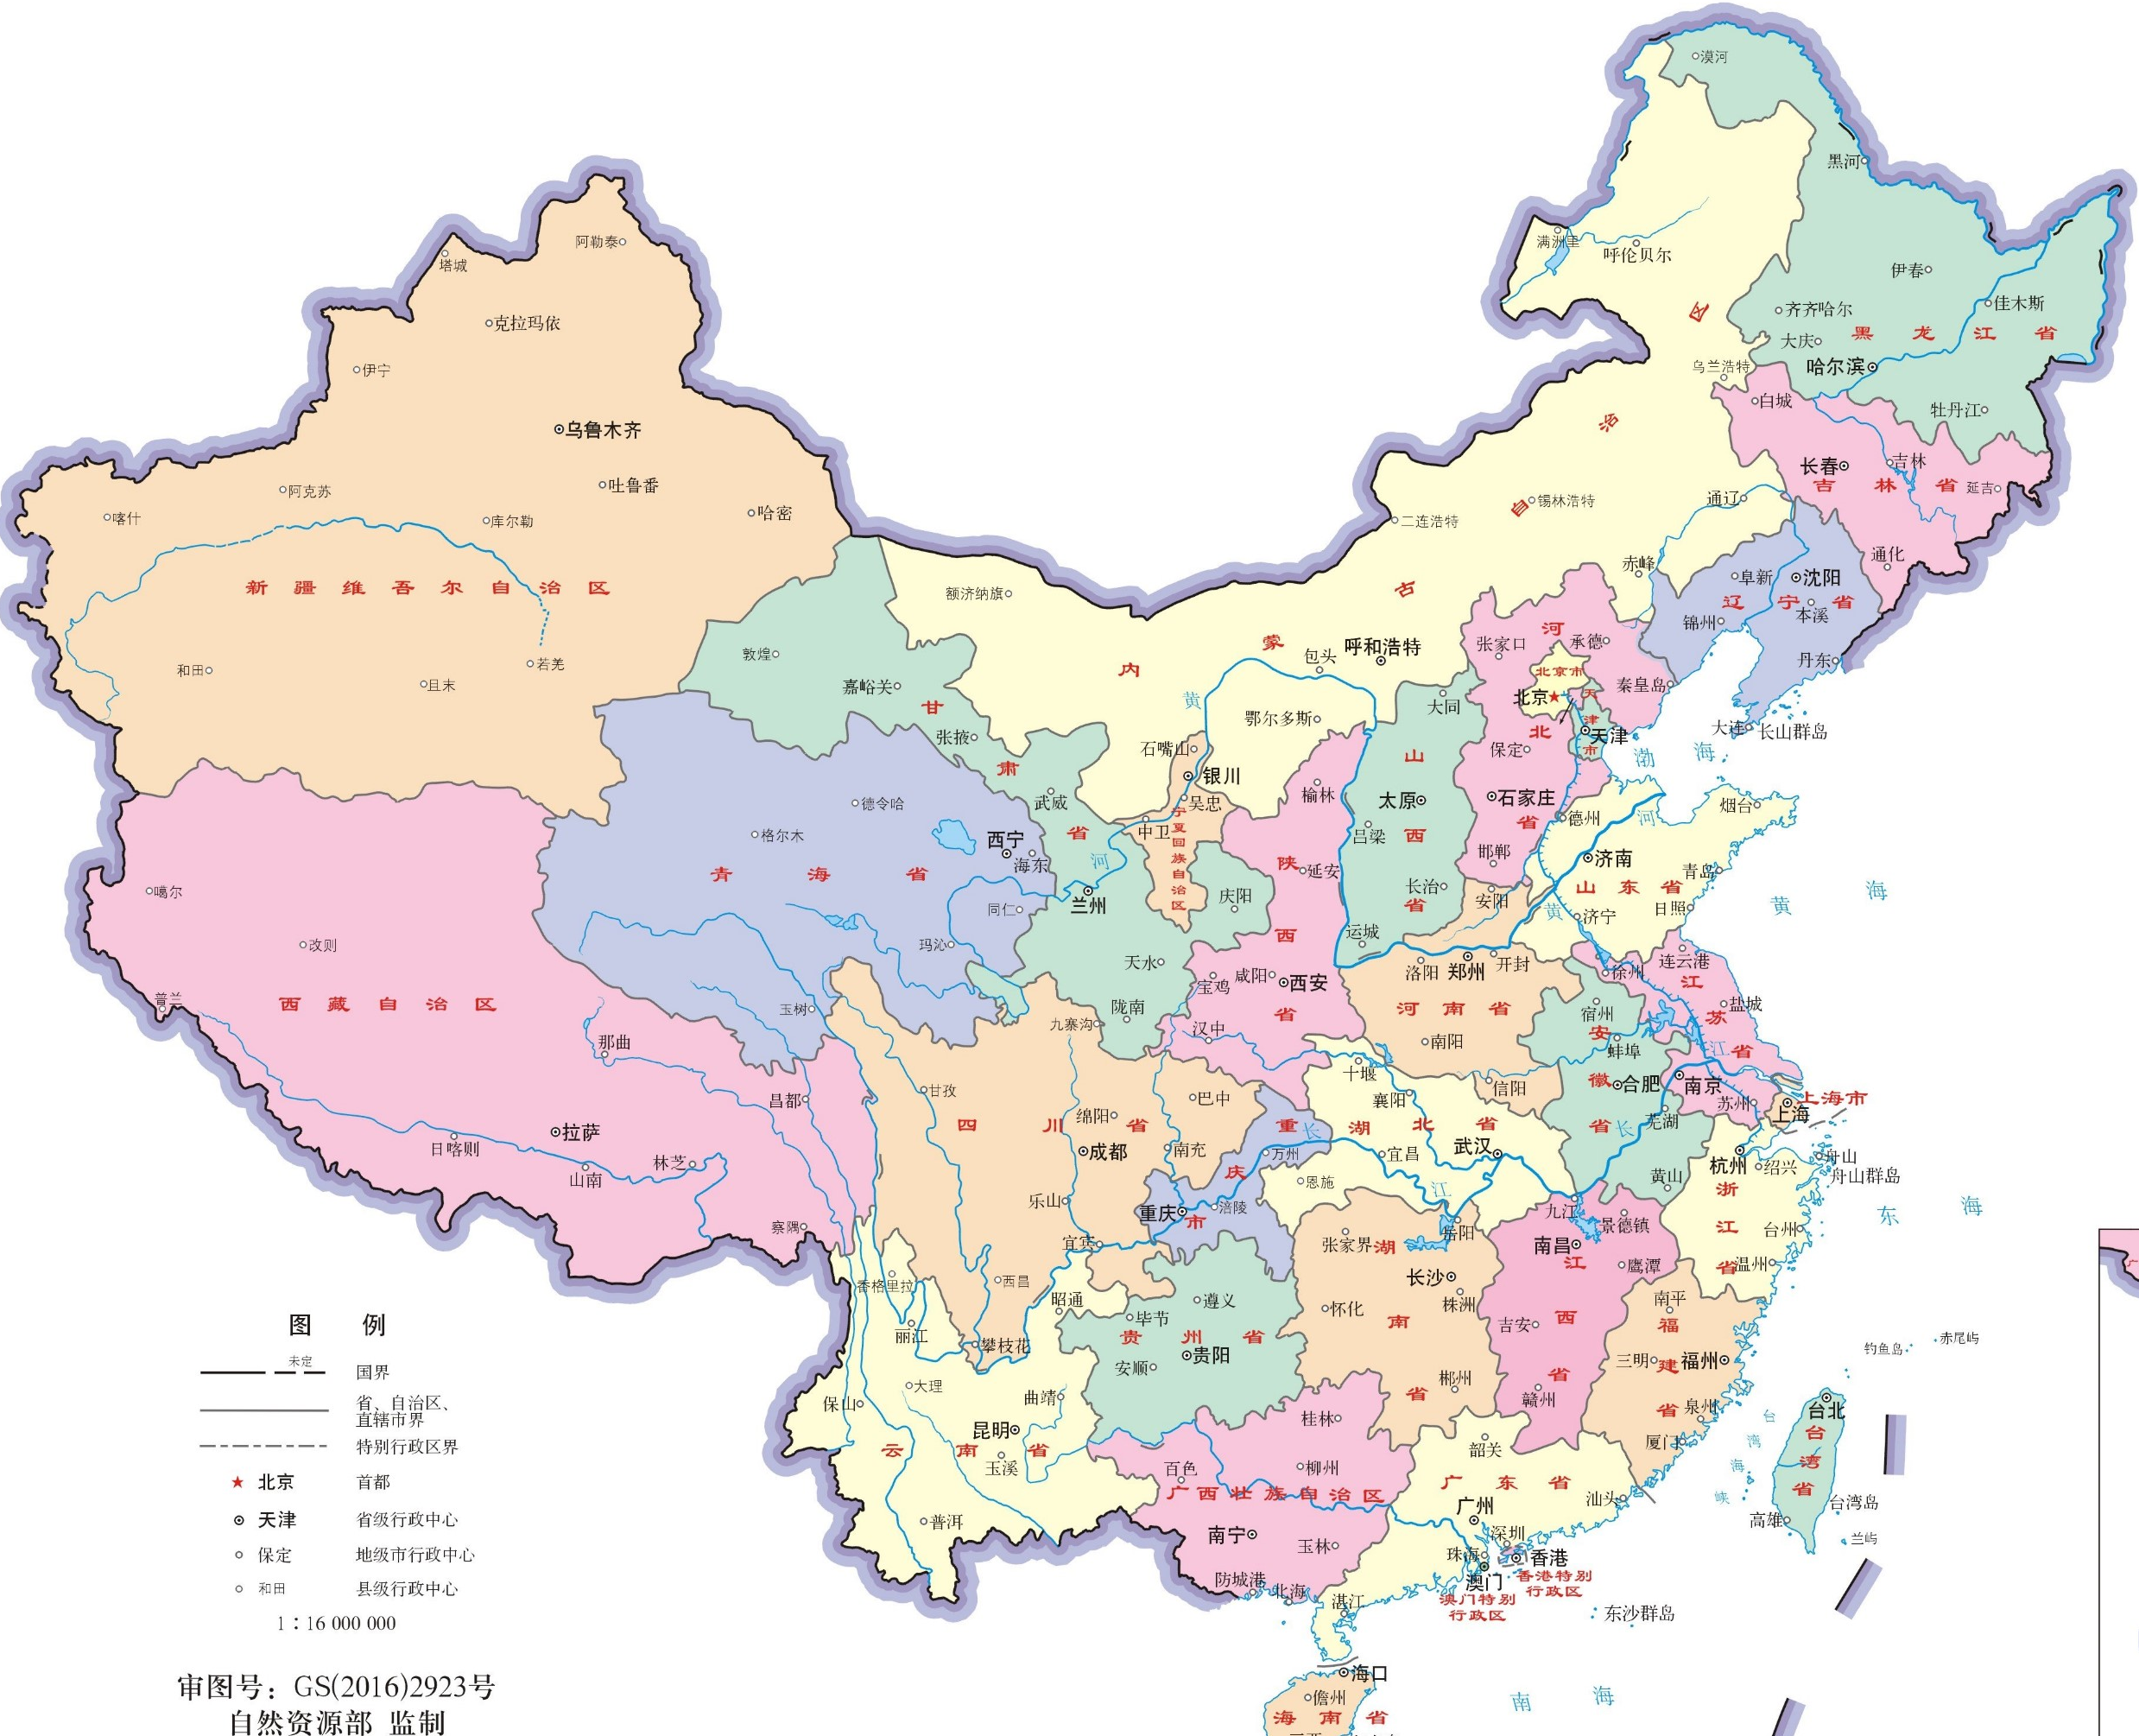 漠河
黑河
满洲里
呼伦贝尔
伊春
佳木斯
齐齐哈尔
大庆
黑龙江省
哈尔滨
牡丹江
乌兰浩特
白城
长春
吉林
吉林省
延吉
通化
通辽
阜新
沈阳
辽宁省
锦州
本溪
丹东
大连
长山群岛
阿勒泰
塔城
克拉玛依
伊宁
乌鲁木齐
吐鲁番
哈密
阿克苏
喀什
库尔勒
新疆维吾尔自治区
和田
且末
若羌
内蒙古自治区
锡林浩特
二连浩特
赤峰
额济纳旗
呼和浩特
包头
鄂尔多斯
敦煌
嘉峪关
张掖
武威
甘肃省
兰州
庆阳
天水
陇南
石嘴山
银川
吴忠
中卫
宁夏回族自治区
黄
河
张家口
承德
河北省
北京市
北京
天津市
天津
秦皇岛
保定
石家庄
邯郸
大同
太原
吕梁
山西省
长治
运城
渤海
德州
河
烟台
济南
青岛
山东省
济宁
日照
黄
黄海
榆林
延安
陕西省
宝鸡
咸阳
西安
汉中
安阳
洛阳
郑州
开封
河南省
南阳
信阳
德令哈
格尔木
西宁
海东
青海省
同仁
玛沁
玉树
噶尔
改则
普兰
西藏自治区
那曲
昌都
拉萨
日喀则
山南
林芝
察隅
徐州
连云港
盐城
江苏省
江
南京
苏州
宿州
蚌埠
安徽省
合肥
芜湖
长
黄山
上海市
上海
九寨沟
甘孜
巴中
绵阳
四川省
成都
南充
乐山
宜宾
西昌
攀枝花
重庆市
重庆
万州
涪陵
长
江
十堰
襄阳
湖北省
武汉
宜昌
恩施
杭州
绍兴
舟山
舟山群岛
浙江省
台州
温州
东海
张家界
岳阳
湖南省
长沙
株洲
怀化
郴州
九江
景德镇
南昌
鹰潭
江西省
吉安
赣州
南平
福建省
三明
福州
泉州
厦门
钓鱼岛
赤尾屿
台湾海峡
台北
台湾省
台湾岛
高雄
兰屿
香格里拉
丽江
昭通
大理
曲靖
保山
昆明
云南省
玉溪
普洱
遵义
毕节
贵州省
贵阳
安顺
桂林
柳州
百色
广西壮族自治区
南宁
玉林
防城港
北海
韶关
广东省
汕头
广州
深圳
珠海
香港
澳门
香港特别
行政区
澳门特别
行政区
湛江
东沙群岛
海口
儋州
海南省
南海
图例
未定
国界
省、自治区、
直辖市界
特别行政区界
北京 首都
天津 省级行政中心
保定 地级市行政中心
和田 县级行政中心
1：16 000 000
审图号：GS(2016)2923号
自然资源部 监制